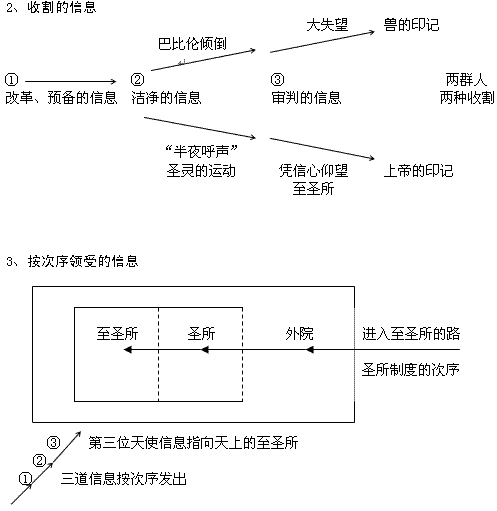 2、收割的信息
大失望 兽的印记
巴比伦倾倒
① ② ③ 两群人
改革、预备的信息 洁净的信息 审判的信息 两种收割
“半夜呼声” 凭信心仰望 上帝的印记
圣灵的运动 至圣所
3、按次序领受的信息
至圣所 圣所 外院 进入至圣所的路
圣所制度的次序
③ 第三位天使信息指向天上的至圣所
②
① 三道信息按次序发出